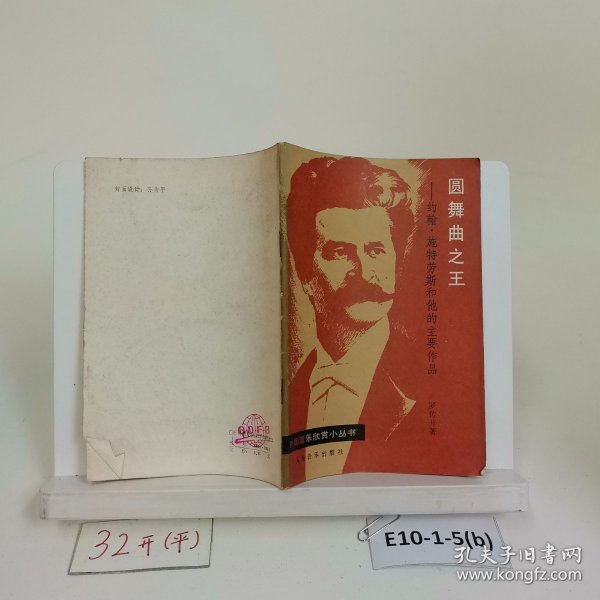 圆舞曲之王
——约翰·施特劳斯和他的主要作品
外国音乐欣赏小丛书
人民音乐出版社
32开(平)
E10-1-5(b)
孔夫子旧书网
www.kongfz.com